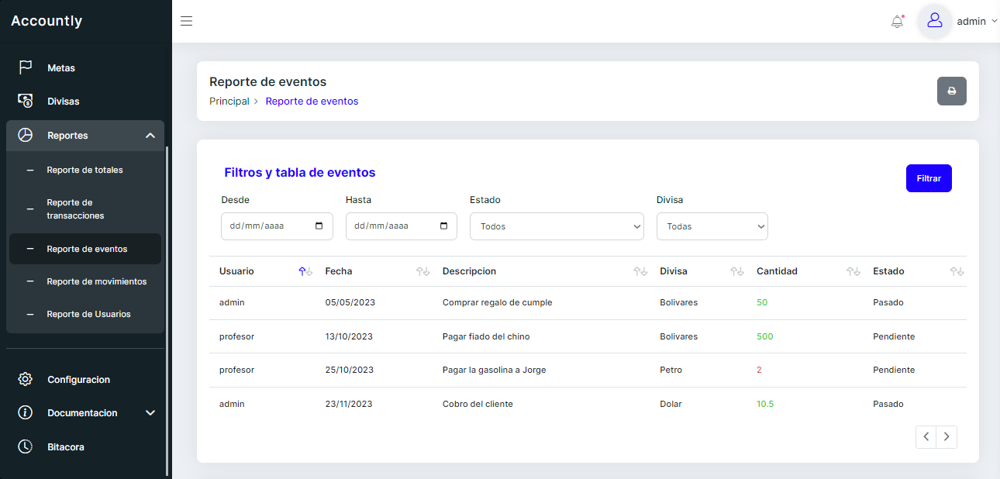 Accountly
admin
Metas
Divisas
Reportes
Reporte de totales
Reporte de
transacciones
Reporte de eventos
Reporte de movimientos
Reporte de Usuarios
Configuracion
Documentacion
Bitacora
Reporte de eventos
Principal > Reporte de eventos
Filtros y tabla de eventos
Filtrar
Desde Hasta Estado Divisa
dd/mm/aaaa dd/mm/aaaa Todos Todas
Usuario Fecha Descripcion Divisa Cantidad Estado
admin 05/05/2023 Comprar regalo de cumple Bolivares 50 Pasado
profesor 13/10/2023 Pagar fiado del chino Bolivares 500 Pendiente
profesor 25/10/2023 Pagar la gasolina a Jorge Petro 2 Pendiente
admin 23/11/2023 Cobro del cliente Dolar 10.5 Pasado